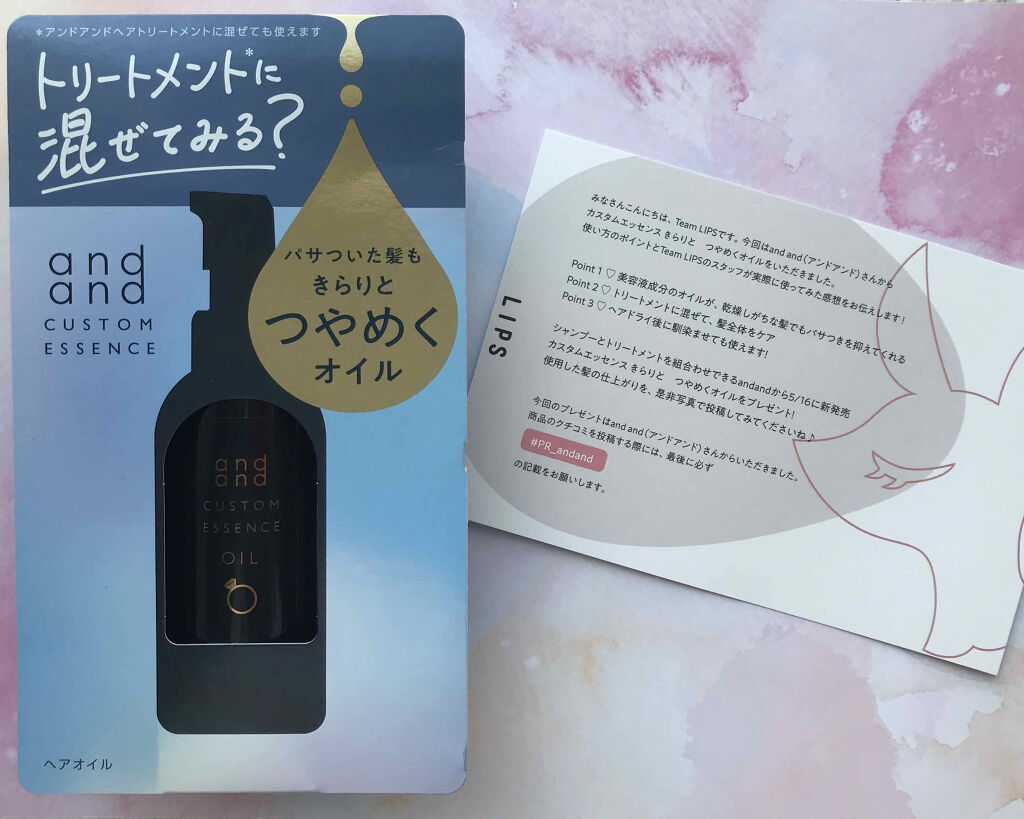 *アンドアンドヘアトリートメントに混ぜても使えます
トリートメント*に
混ぜてみる?
パサついた髪も
きらりと
つやめく
オイル
and
and
CUSTOM
ESSENCE
and
and
CUSTOM
ESSENCE
OIL
ヘアオイル
LIPS
みなさんこんにちは、Team LIPSです。今回はand and(アンドアンド)さんから
カスタムエッセンス きらりと つやめくオイルをいただきました。
使い方のポイントとTeam LIPSのスタッフが実際に使ってみた感想をお伝えします!
Point 1 ♡ 美容液成分のオイルが、乾燥しがちな髪でもパサつきを抑えてくれる
Point 2 ♡ トリートメントに混ぜて、髪全体をケア
Point 3 ♡ ヘアドライ後に馴染ませても使えます!
シャンプーとトリートメントを組合わせできるandandから5/16に新発売
カスタムエッセンス きらりと つやめくオイルをプレゼント!
使用した髪の仕上がりを、是非写真で投稿してみてくださいね♪
今回のプレゼントはand and(アンドアンド)さんからいただきました。
商品のクチコミを投稿する際には、最後に必ず
#PR_andand
の記載をお願いします。